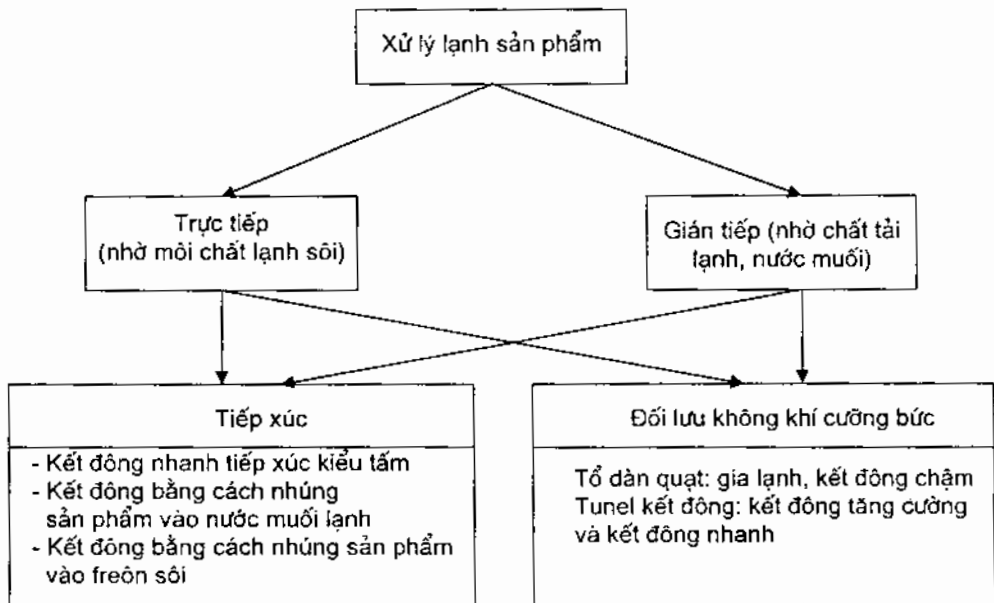 Xử lý lạnh sản phẩm
Trực tiếp
(nhờ môi chất lạnh sôi)
Gián tiếp (nhờ chất tải
lạnh, nước muối)
Tiếp xúc
- Kết đông nhanh tiếp xúc kiểu tấm
- Kết đông bằng cách nhúng
sản phẩm vào nước muối lạnh
- Kết đông bằng cách nhúng sản phẩm
vào freôn sôi
Đối lưu không khí cưỡng bức
Tổ dàn quạt: gia lạnh, kết đông chậm
Tunel kết đông: kết đông tăng cường
và kết đông nhanh